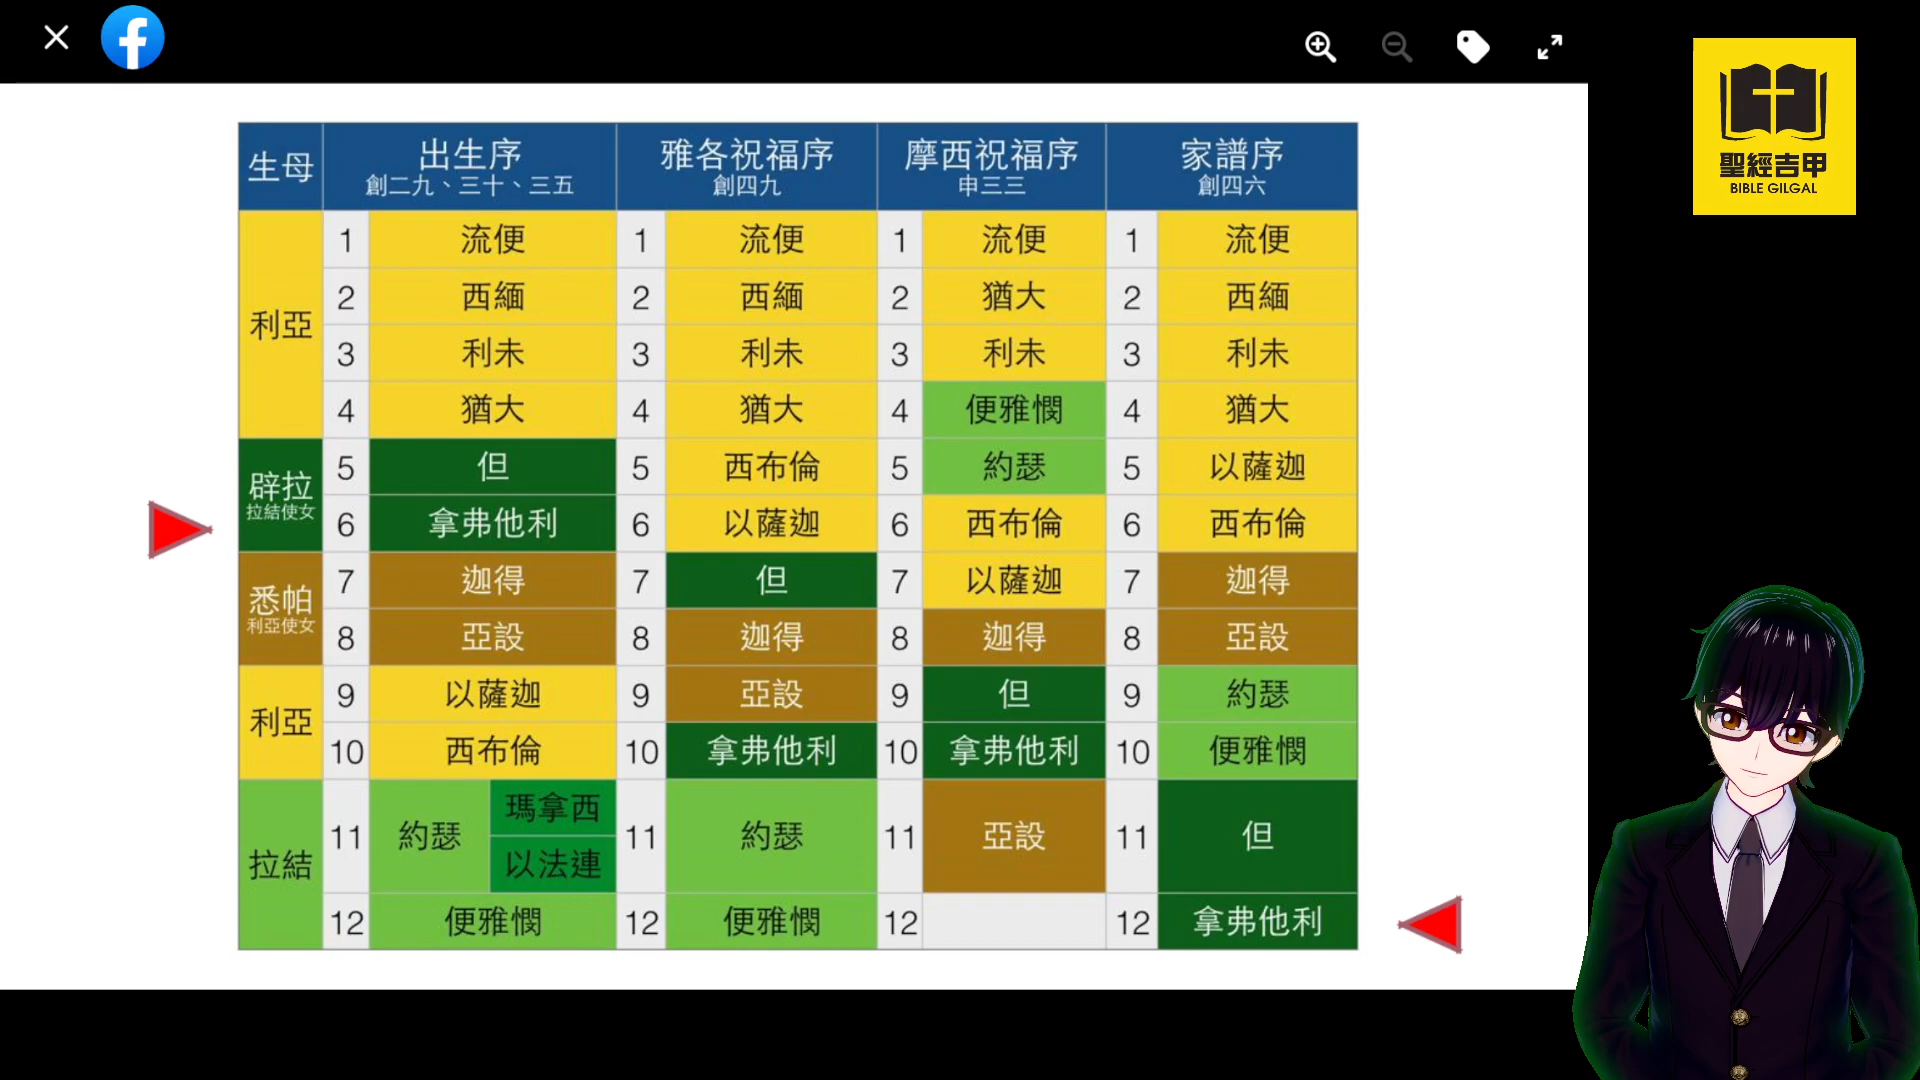 聖經吉甲
BIBLE GILGAL
生母 出生序 雅各祝福序 摩西祝福序 家譜序
創二九、三十、三五 創四九 申三三 創四六
利亞
1 流便 1 流便 1 流便 1 流便
2 西緬 2 西緬 2 猶大 2 西緬
3 利未 3 利未 3 利未 3 利未
4 猶大 4 猶大 4 便雅憫 4 猶大
辟拉
拉結使女
5 但 5 西布倫 5 約瑟 5 以薩迦
6 拿弗他利 6 以薩迦 6 西布倫 6 西布倫
悉帕
利亞使女
7 迦得 7 但 7 以薩迦 7 迦得
8 亞設 8 迦得 8 迦得 8 亞設
利亞
9 以薩迦 9 亞設 9 但 9 約瑟
10 西布倫 10 拿弗他利 10 拿弗他利 10 便雅憫
拉結
11 約瑟 瑪拿西 以法連 11 約瑟 11 亞設 11 但
12 便雅憫 12 便雅憫 12 12 拿弗他利